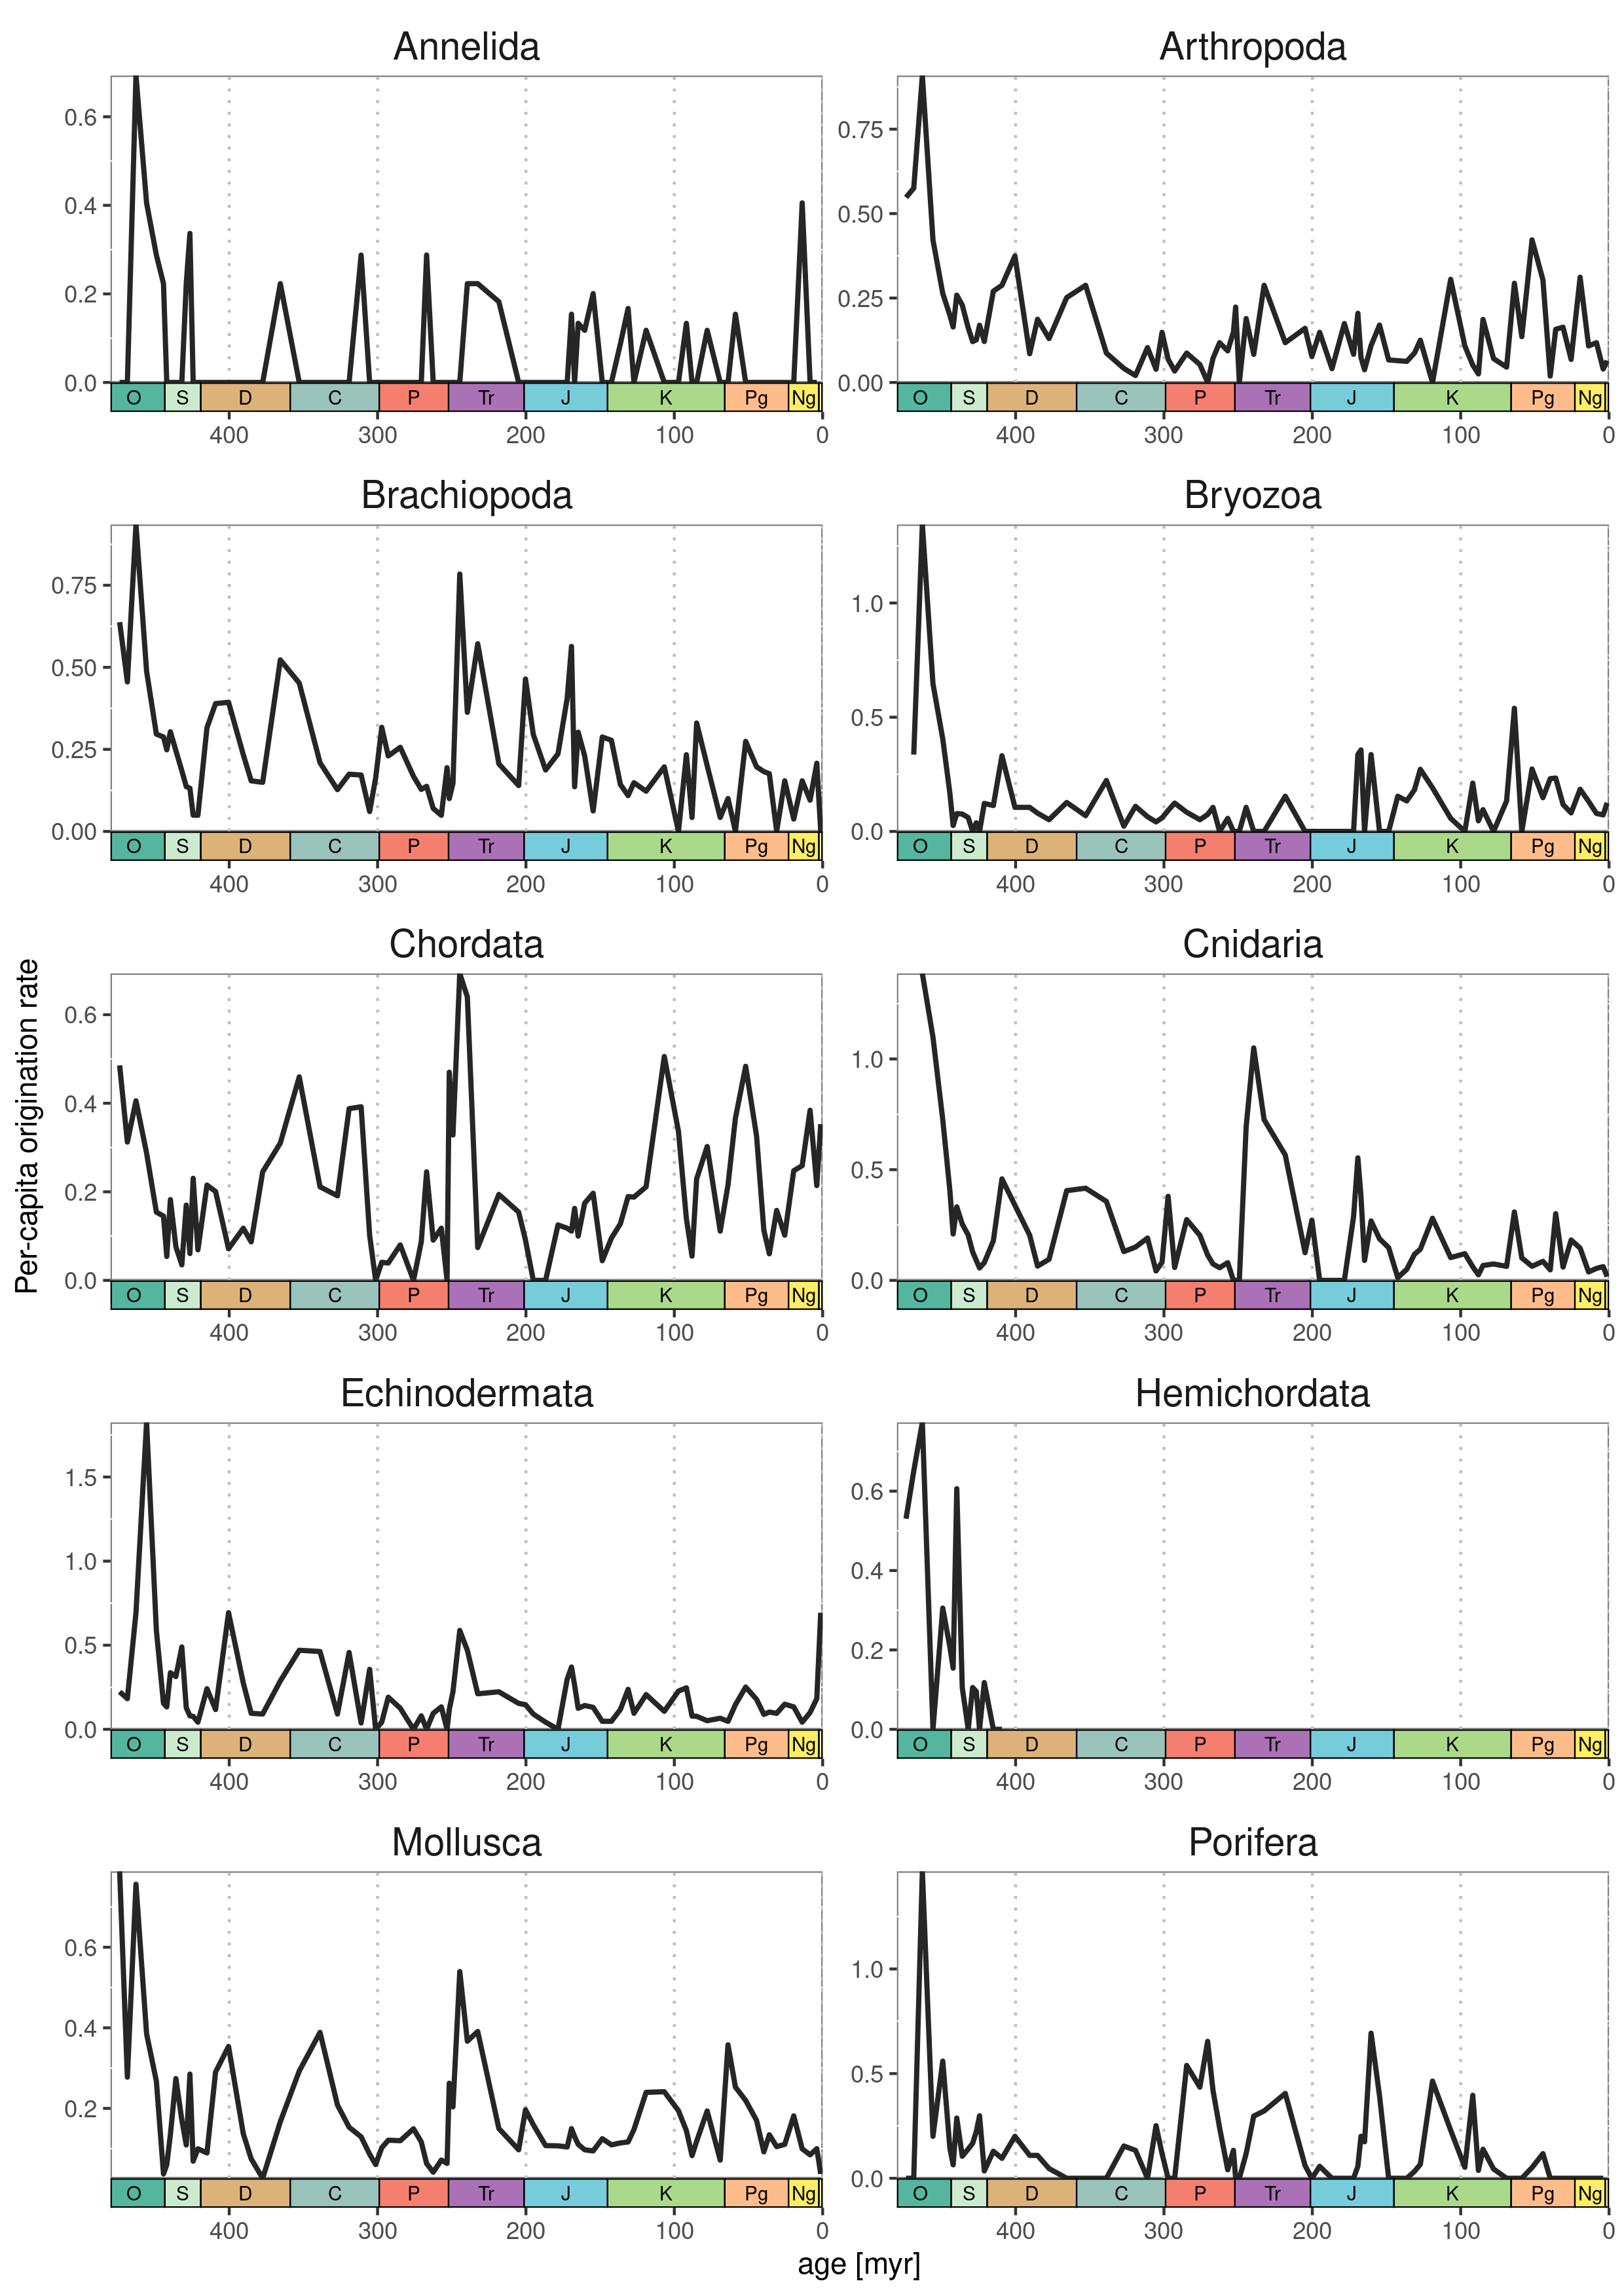 Annelida
0.6
0.4
0.2
0.0
O S D C P Tr J K Pg Ng
400 300 200 100 0
Arthropoda
0.75
0.50
0.25
0.00
O S D C P Tr J K Pg Ng
400 300 200 100 0
Brachiopoda
0.75
0.50
0.25
0.00
O S D C P Tr J K Pg Ng
400 300 200 100 0
Bryozoa
1.0
0.5
0.0
O S D C P Tr J K Pg Ng
400 300 200 100 0
Per-capita origination rate
Chordata
0.6
0.4
0.2
0.0
O S D C P Tr J K Pg Ng
400 300 200 100 0
Cnidaria
1.0
0.5
0.0
O S D C P Tr J K Pg Ng
400 300 200 100 0
Echinodermata
1.5
1.0
0.5
0.0
O S D C P Tr J K Pg Ng
400 300 200 100 0
Hemichordata
0.6
0.4
0.2
0.0
O S D C P Tr J K Pg Ng
400 300 200 100 0
Mollusca
0.6
0.4
0.2
O S D C P Tr J K Pg Ng
400 300 200 100 0
Porifera
1.0
0.5
0.0
O S D C P Tr J K Pg Ng
400 300 200 100 0
age [myr]